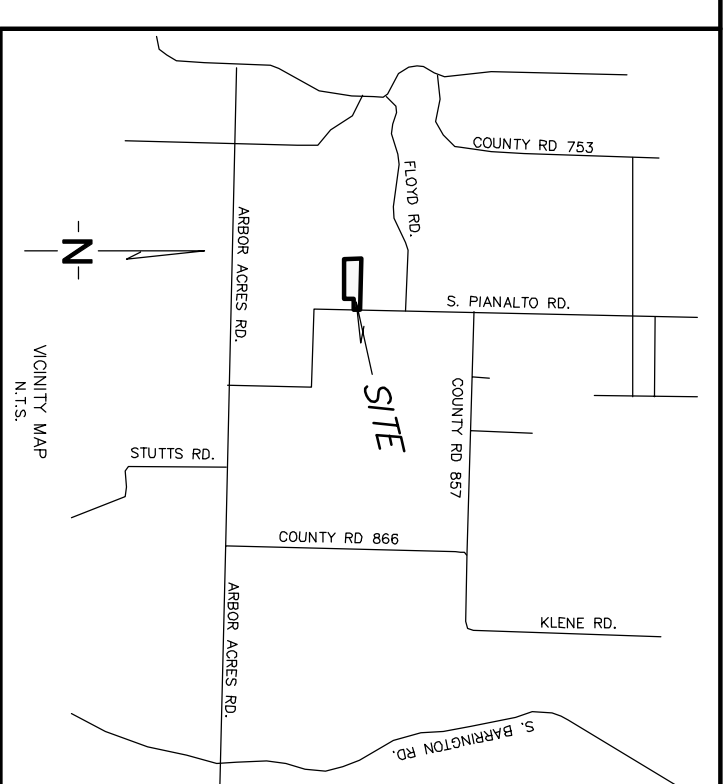 COUNTY RD 753
FLOYD RD.
ARBOR ACRES RD.
N
S. PIANALTO RD.
VICINITY MAP
N.T.S.
SITE
COUNTY RD 857
STUTTS RD.
COUNTY RD 866
ARBOR ACRES RD.
KLENE RD.
S. BARRINGTON RD.